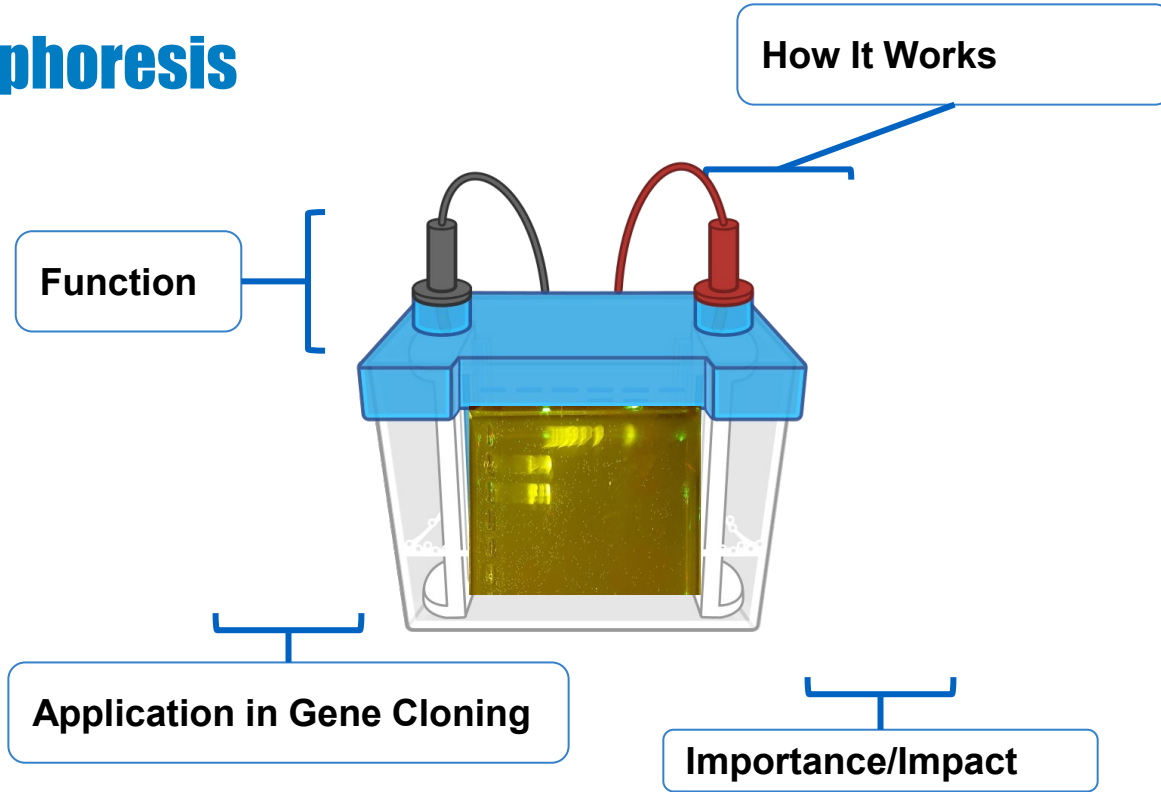 phoresis
How It Works
Function
Application in Gene Cloning
Importance/Impact